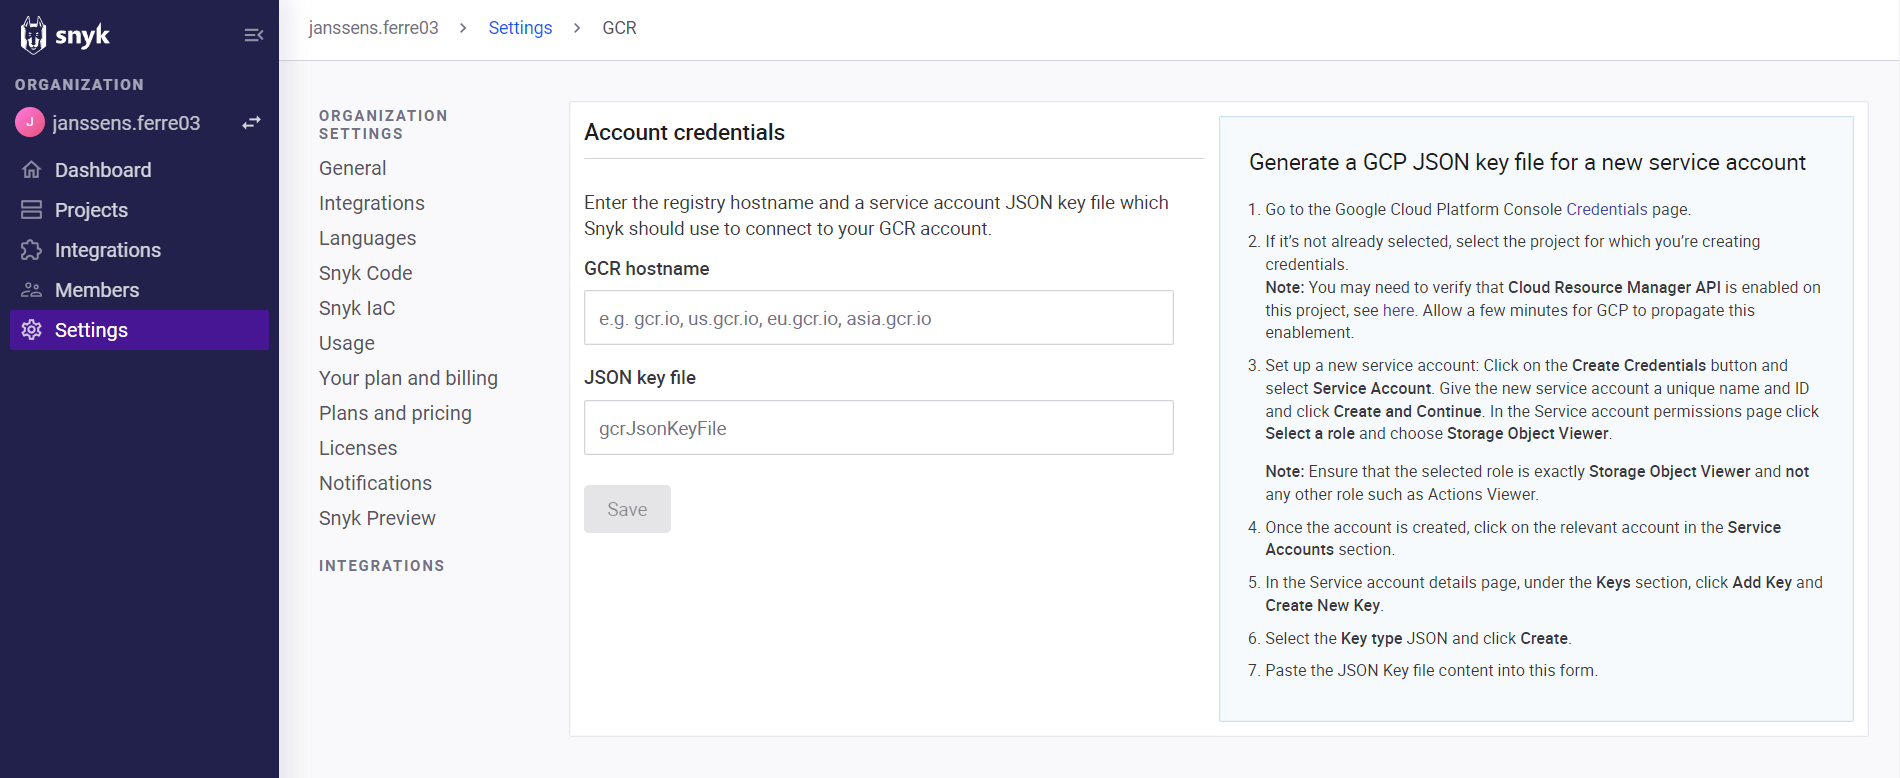 snyk
ORGANIZATION
J
janssens.ferre03
Dashboard
Projects
Integrations
Members
Settings
janssens.ferre03 > Settings > GCR
ORGANIZATION
SETTINGS
General
Integrations
Languages
Snyk Code
Snyk IaC
Usage
Your plan and billing
Plans and pricing
Licenses
Notifications
Snyk Preview
INTEGRATIONS
Account credentials
Enter the registry hostname and a service account JSON key file which
Snyk should use to connect to your GCR account.
GCR hostname
e.g. gcr.io, us.gcr.io, eu.gcr.io, asia.gcr.io
JSON key file
gcrJsonKeyFile
Save
Generate a GCP JSON key file for a new service account
1. Go to the Google Cloud Platform Console Credentials page.
2. If it’s not already selected, select the project for which you’re creating
credentials.
Note: You may need to verify that Cloud Resource Manager API is enabled on
this project, see here. Allow a few minutes for GCP to propagate this
enablement.
3. Set up a new service account: Click on the Create Credentials button and
select Service Account. Give the new service account a unique name and ID
and click Create and Continue. In the Service account permissions page click
Select a role and choose Storage Object Viewer.
Note: Ensure that the selected role is exactly Storage Object Viewer and not
any other role such as Actions Viewer.
4. Once the account is created, click on the relevant account in the Service
Accounts section.
5. In the Service account details page, under the Keys section, click Add Key and
Create New Key.
6. Select the Key type JSON and click Create.
7. Paste the JSON Key file content into this form.